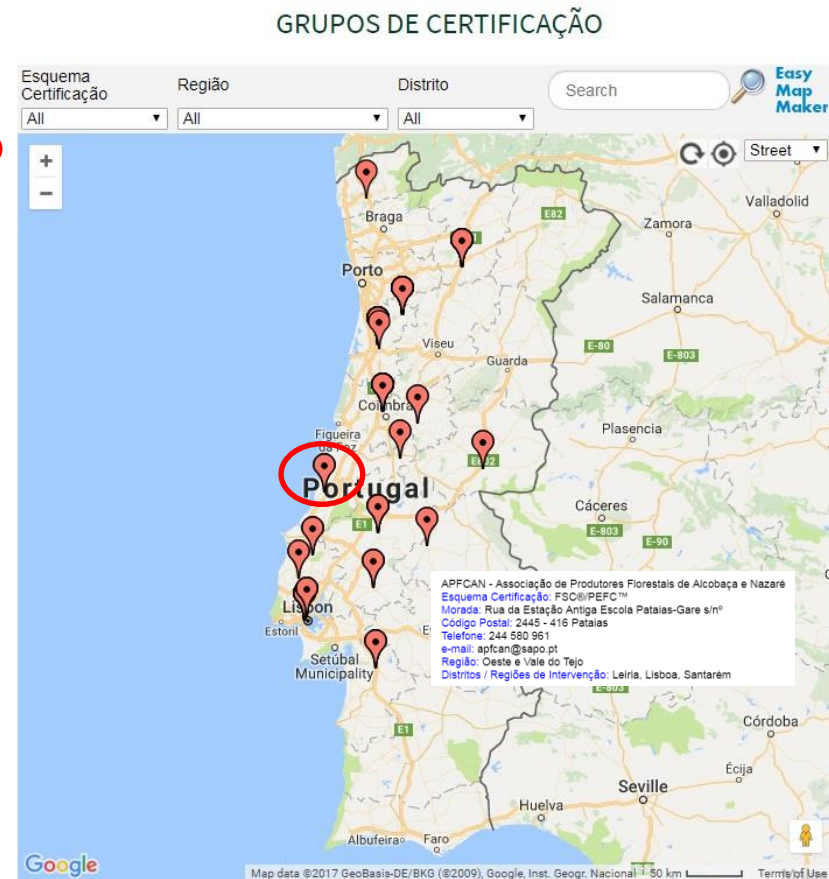 GRUPOS DE CERTIFICAÇÃO
Esquema
Certificação
Região
Distrito
Search
Easy
Map
Maker
All
All
All
+
−
Street
Braga
E82
Zamora
Valladolid
Porto
Salamanca
Viseu
Guarda
E-80
E-803
Coimbra
Figueira
da Foz
Plasencia
Portugal
Cáceres
E-803
E-90
E1
APFCAN - Associação de Produtores Florestais de Alcobaça e Nazaré
Esquema Certificação: FSC®/PEFC™
Morada: Rua da Estação Antiga Escola Pataias-Gare s/nº
Código Postal: 2445 - 416 Pataias
Telefone: 244 580 961
e-mail: apfcan@sapo.pt
Região: Oeste e Vale do Tejo
Distritos / Regiões de Intervenção: Leiria, Lisboa, Santarém
Lisbon
Estoril
Setúbal
Municipality
E-803
E1
Córdoba
Écija
Seville
Huelva
Albufeira
Faro
Google
Map data ©2017 GeoBasis-DE/BKG (©2009), Google, Inst. Geogr. Nacional
50 km
Terms of Use